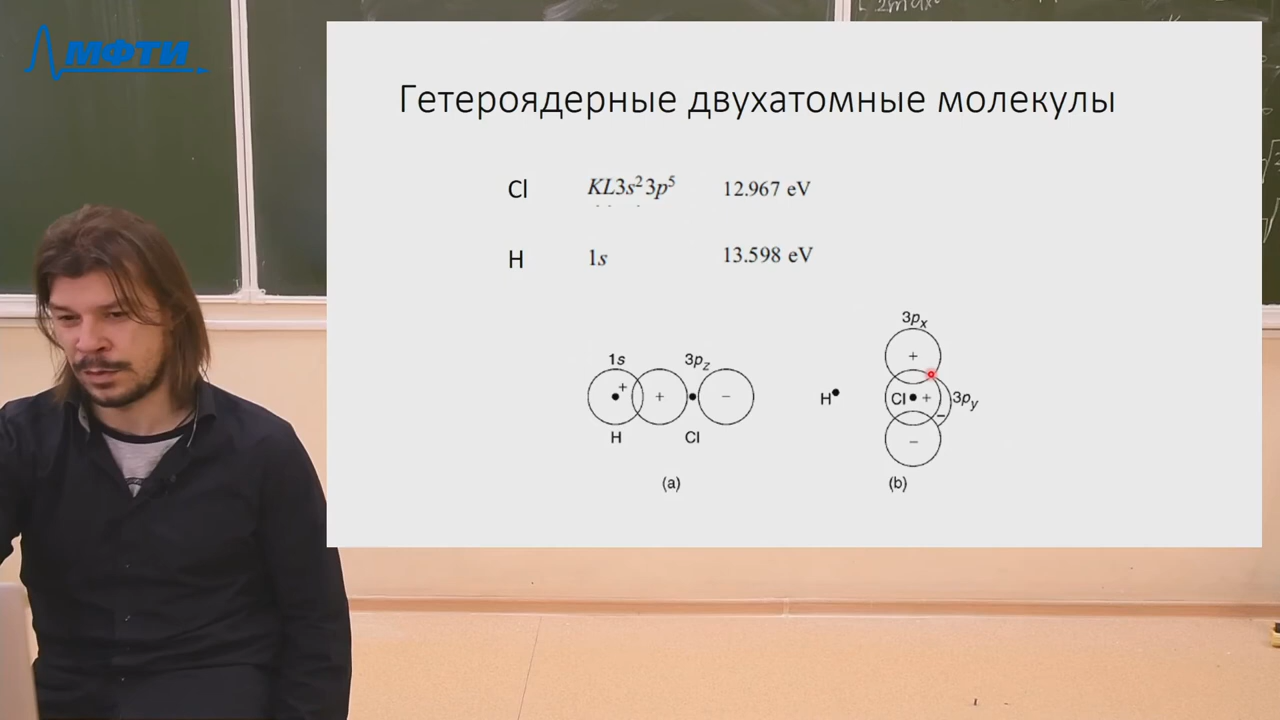 МФТИ
Гетероядерные двухатомные молекулы
Cl KL3s²3p⁵ 12.967 eV
H 1s 13.598 eV
1s 3p_z
+ + −
H Cl
(a)
3p_x
+
H Cl + 3p_y
−
−
(b)